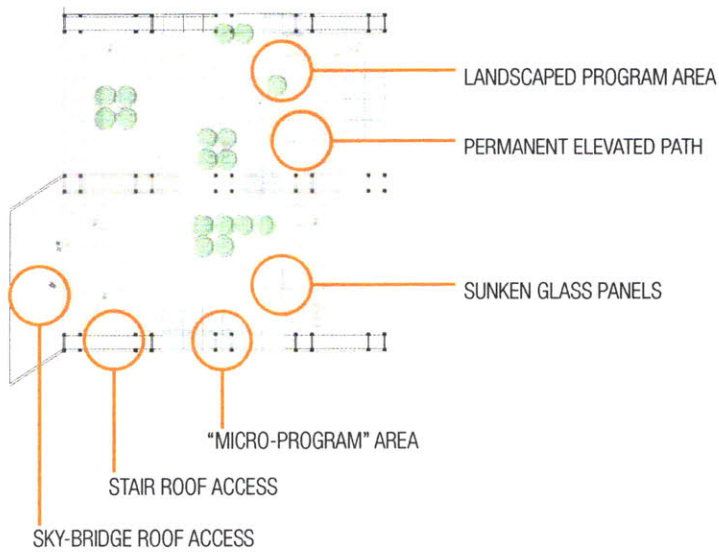 LANDSCAPED PROGRAM AREA
PERMANENT ELEVATED PATH
SUNKEN GLASS PANELS
“MICRO-PROGRAM” AREA
STAIR ROOF ACCESS
SKY-BRIDGE ROOF ACCESS